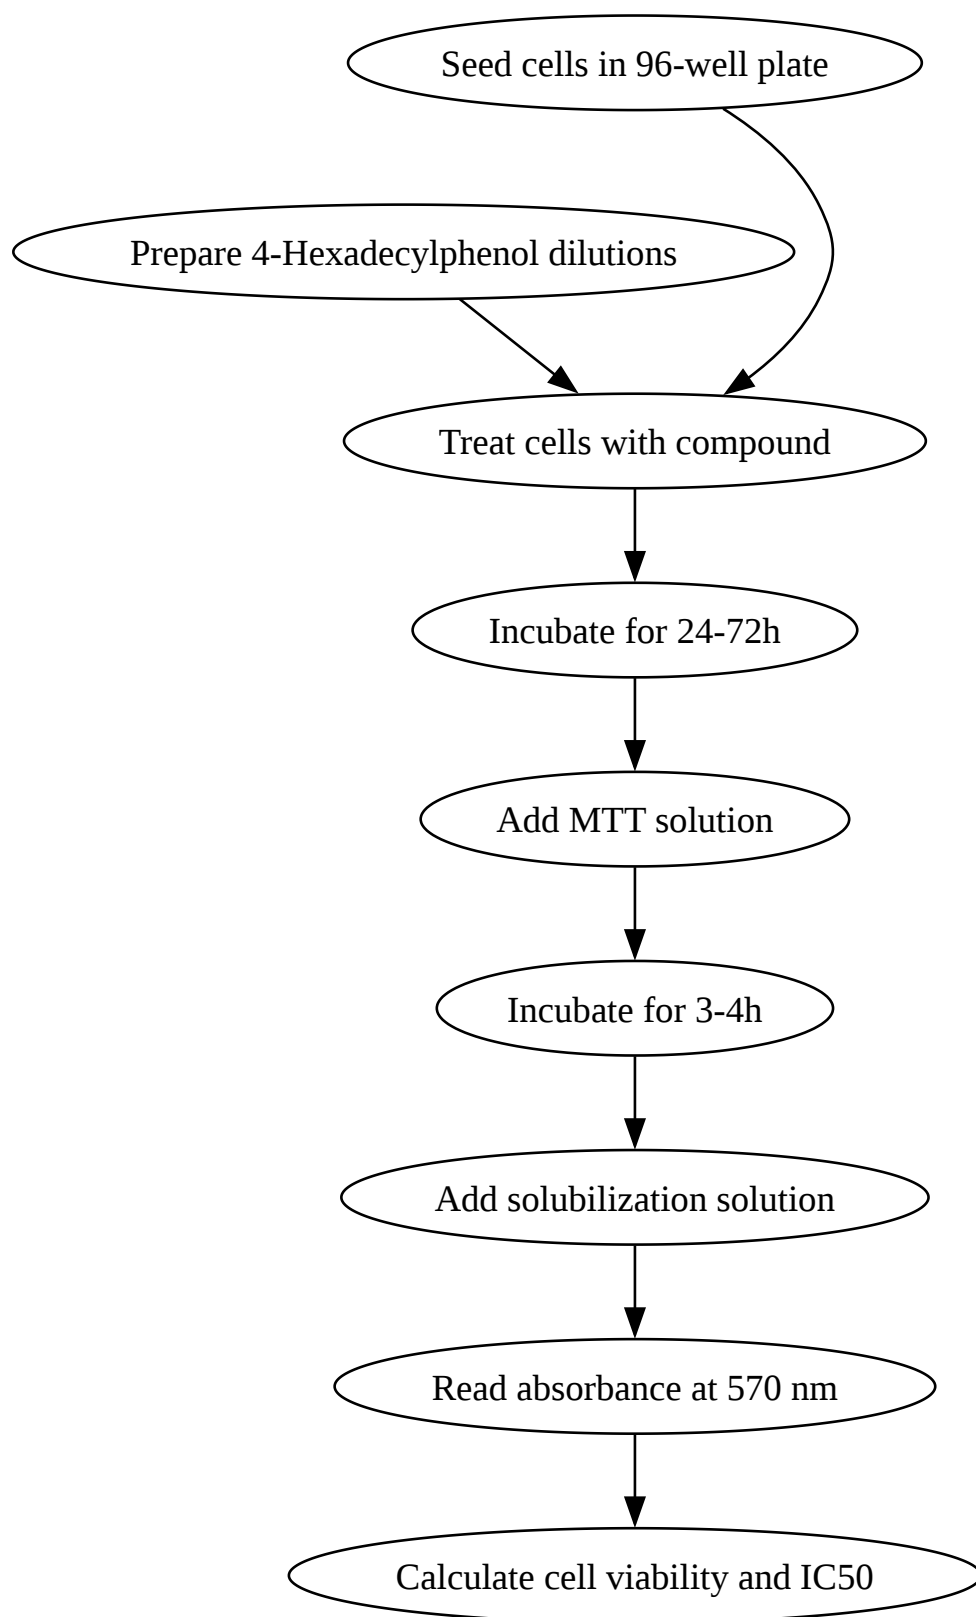 Seed cells in 96-well plate
Prepare 4-Hexadecylphenol dilutions
Treat cells with compound
Incubate for 24-72h
Add MTT solution
Incubate for 3-4h
Add solubilization solution
Read absorbance at 570 nm
Calculate cell viability and IC50